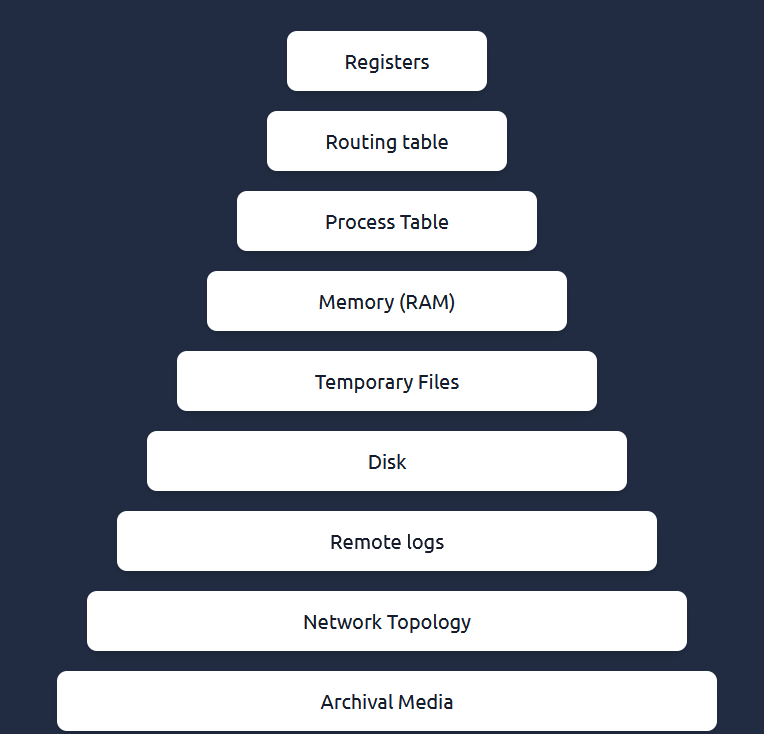 Registers
Routing table
Process Table
Memory (RAM)
Temporary Files
Disk
Remote logs
Network Topology
Archival Media